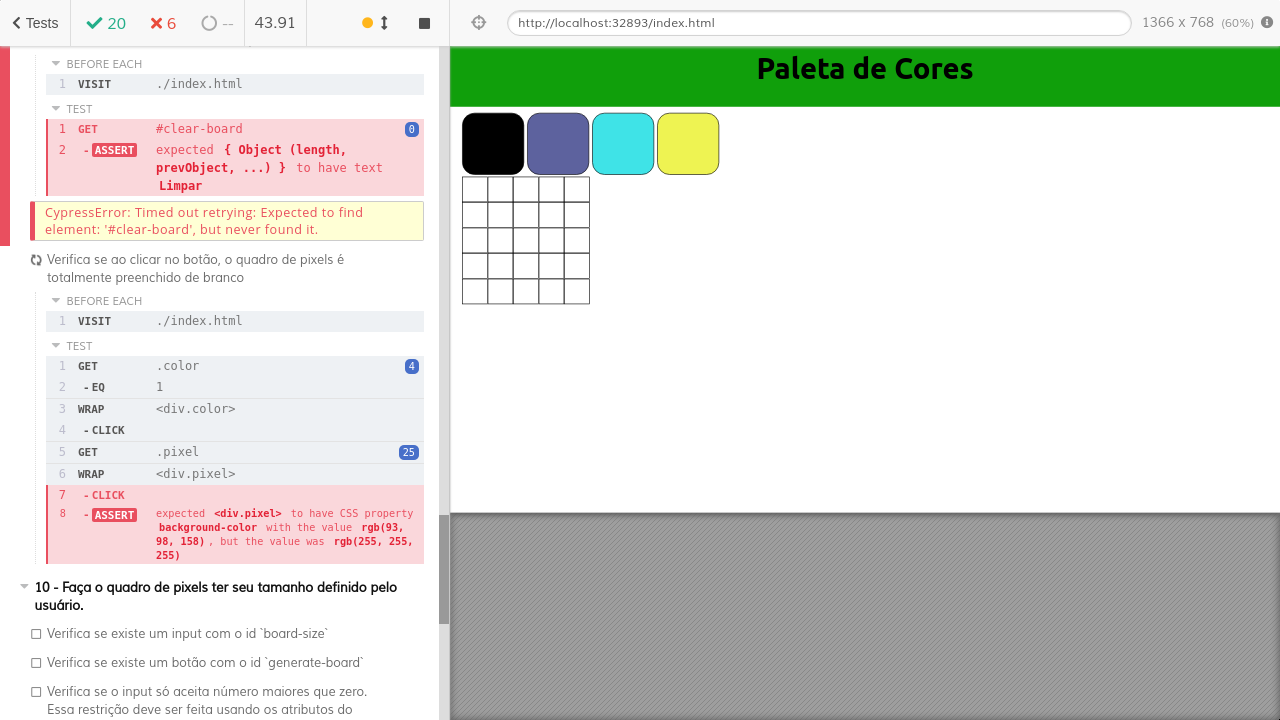 Tests
20
6
--
43.91
http://localhost:32893/index.html
1366 x 768 (60%)
BEFORE EACH
1 VISIT ./index.html
TEST
1 GET #clear-board 0
2 - ASSERT expected { Object (length,
prevObject, ...) } to have text
Limpar
CypressError: Timed out retrying: Expected to find
element: '#clear-board', but never found it.
Verifica se ao clicar no botão, o quadro de pixels é
totalmente preenchido de branco
BEFORE EACH
1 VISIT ./index.html
TEST
1 GET .color 4
2 - EQ 1
3 WRAP <div.color>
4 - CLICK
5 GET .pixel 25
6 WRAP <div.pixel>
7 - CLICK
8 - ASSERT expected <div.pixel> to have CSS property
background-color with the value rgb(93,
98, 158) , but the value was rgb(255, 255,
255)
10 - Faça o quadro de pixels ter seu tamanho definido pelo
usuário.
Verifica se existe um input com o id `board-size`
Verifica se existe um botão com o id `generate-board`
Verifica se o input só aceita número maiores que zero.
Essa restrição deve ser feita usando os atributos do
Paleta de Cores